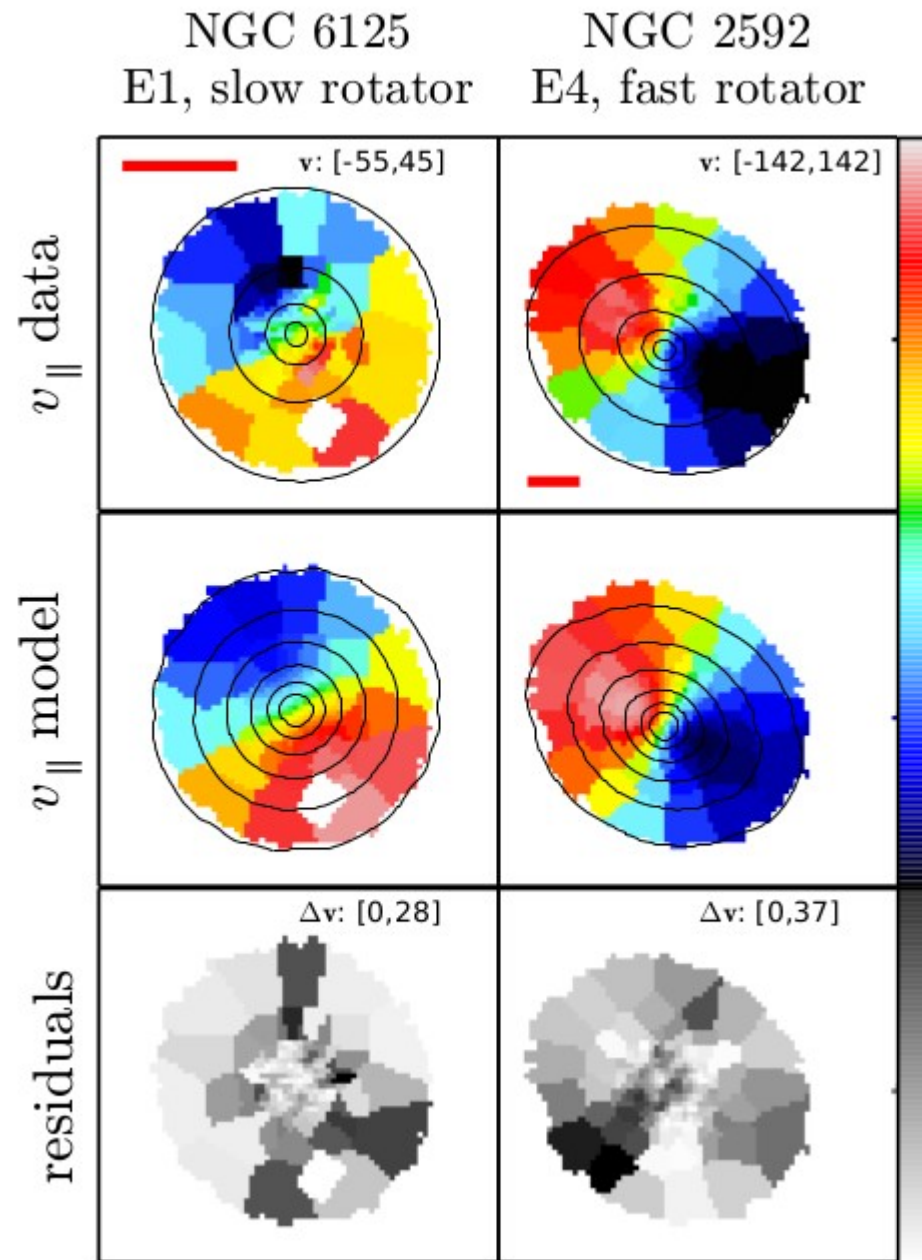 NGC 6125
E1, slow rotator
NGC 2592
E4, fast rotator
v∥ data
v: [-55,45]
v: [-142,142]
v∥ model
residuals
Δv: [0,28]
Δv: [0,37]